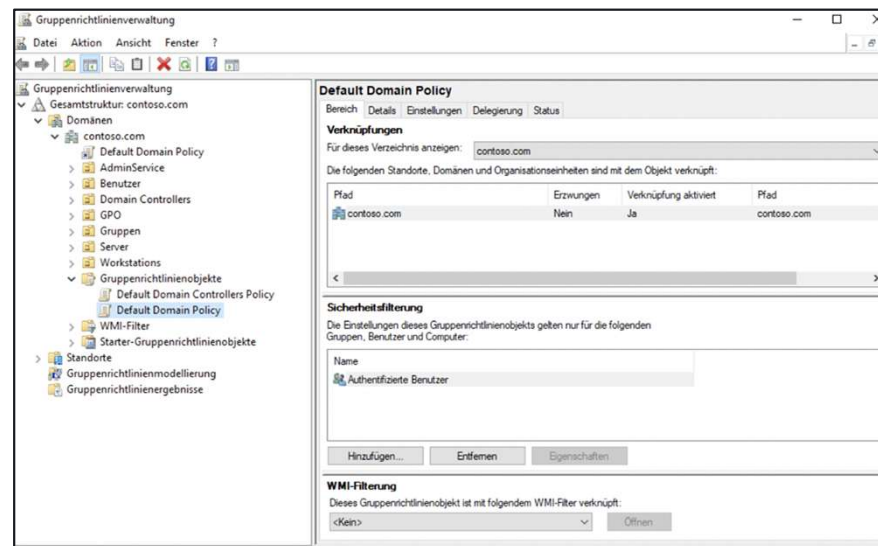 Gruppenrichtlinienverwaltung
Datei Aktion Ansicht Fenster ?
Gruppenrichtlinienverwaltung
Gesamtstruktur: contoso.com
Domänen
contoso.com
Default Domain Policy
AdminService
Benutzer
Domain Controllers
GPO
Gruppen
Server
Workstations
Gruppenrichtlinienobjekte
Default Domain Controllers Policy
Default Domain Policy
WMI-Filter
Starter-Gruppenrichtlinienobjekte
Standorte
Gruppenrichtlinienmodellierung
Gruppenrichtlinienergebnisse
Default Domain Policy
Bereich Details Einstellungen Delegierung Status
Verknüpfungen
Für dieses Verzeichnis anzeigen: contoso.com
Die folgenden Standorte, Domänen und Organisationseinheiten sind mit dem Objekt verknüpft:
Pfad Erzwungen Verknüpfung aktiviert Pfad
contoso.com Nein Ja contoso.com
Sicherheitsfilterung
Die Einstellungen dieses Gruppenrichtlinienobjekts gelten nur für die folgenden
Gruppen, Benutzer und Computer:
Name
Authentifizierte Benutzer
Hinzufügen... Entfernen Eigenschaften
WMI-Filterung
Dieses Gruppenrichtlinienobjekt ist mit folgendem WMI-Filter verknüpft:
<Kein> Öffnen